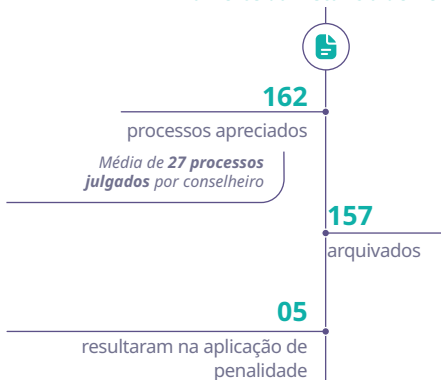 162
processos apreciados
Média de 27 processos
julgados por conselheiro
157
arquivados
05
resultaram na aplicação de
penalidade